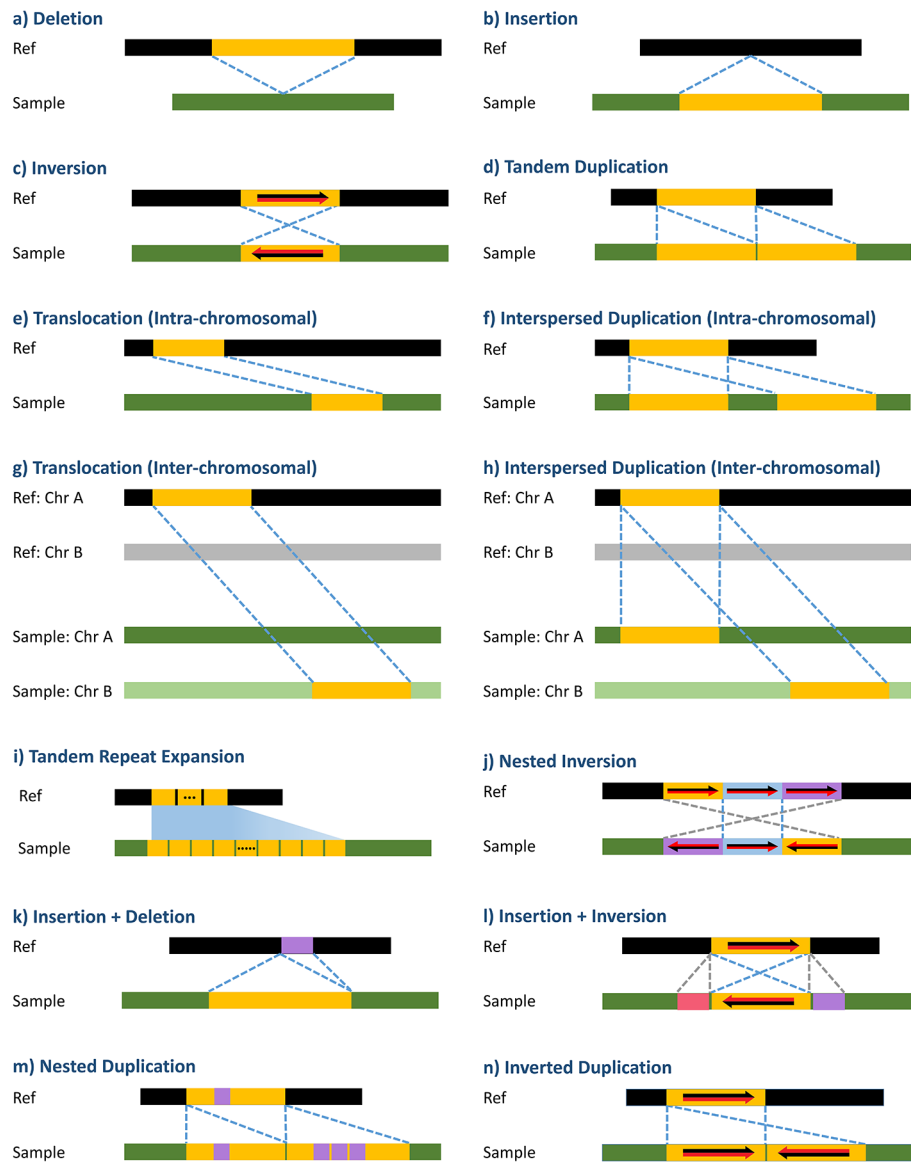 a) Deletion
Ref
Sample
b) Insertion
Ref
Sample
c) Inversion
Ref
Sample
d) Tandem Duplication
Ref
Sample
e) Translocation (Intra-chromosomal)
Ref
Sample
f) Interspersed Duplication (Intra-chromosomal)
Ref
Sample
g) Translocation (Inter-chromosomal)
Ref: Chr A
Ref: Chr B
Sample: Chr A
Sample: Chr B
h) Interspersed Duplication (Inter-chromosomal)
Ref: Chr A
Ref: Chr B
Sample: Chr A
Sample: Chr B
i) Tandem Repeat Expansion
Ref
Sample
j) Nested Inversion
Ref
Sample
k) Insertion + Deletion
Ref
Sample
l) Insertion + Inversion
Ref
Sample
m) Nested Duplication
Ref
Sample
n) Inverted Duplication
Ref
Sample